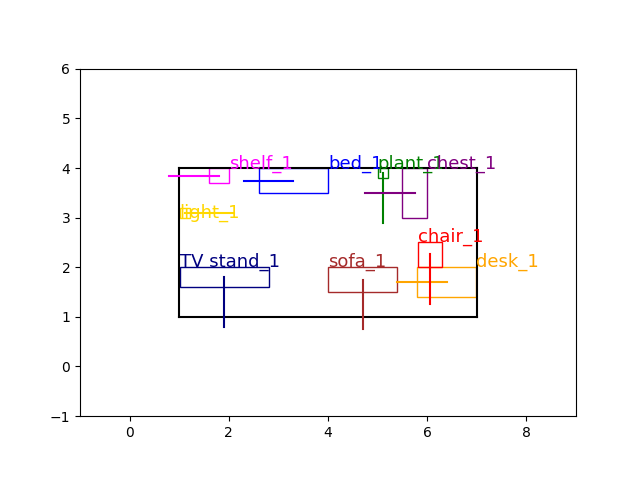 6
5
4
3
2
1
0
−1
0
2
4
6
8
shelf_1
bed_1
plant_1
chest_1
light_1
chair_1
TV stand_1
sofa_1
desk_1